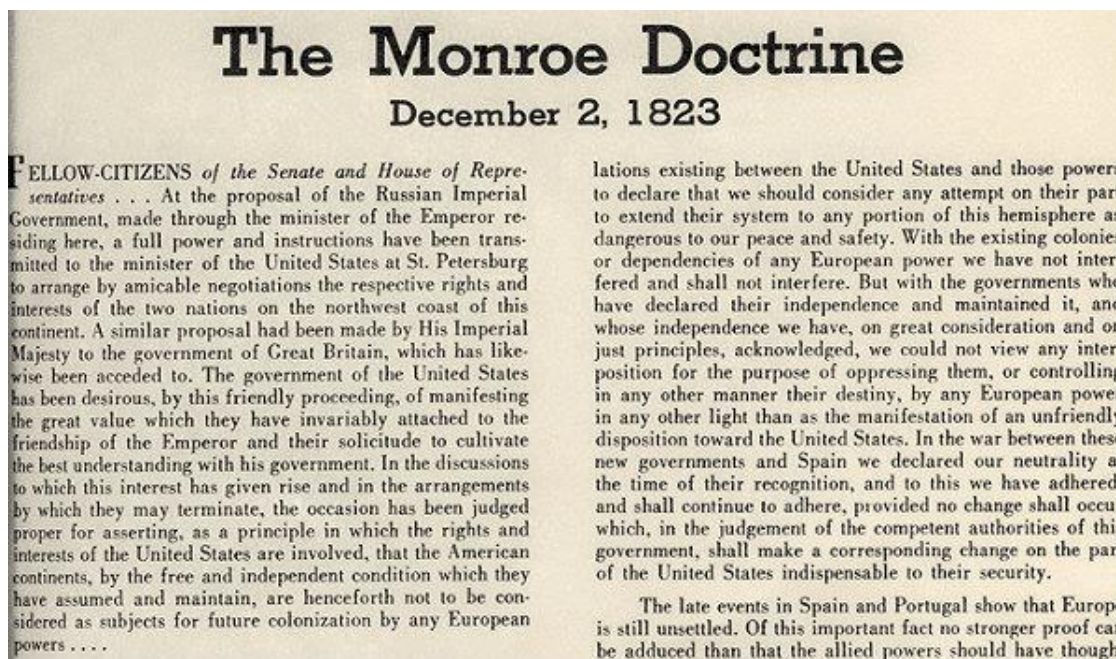 The Monroe Doctrine
December 2, 1823
FELLOW-CITIZENS of the Senate and House of Repre-
sentatives . . . At the proposal of the Russian Imperial
Government, made through the minister of the Emperor re-
siding here, a full power and instructions have been trans-
mitted to the minister of the United States at St. Petersburg
to arrange by amicable negotiations the respective rights and
interests of the two nations on the northwest coast of this
continent. A similar proposal had been made by His Imperial
Majesty to the government of Great Britain, which has like-
wise been acceded to. The government of the United States
has been desirous, by this friendly proceeding, of manifesting
the great value which they have invariably attached to the
friendship of the Emperor and their solicitude to cultivate
the best understanding with his government. In the discussions
to which this interest has given rise and in the arrangements
by which they may terminate, the occasion has been judged
proper for asserting, as a principle in which the rights and
interests of the United States are involved, that the American
continents, by the free and independent condition which they
have assumed and maintain, are henceforth not to be con-
sidered as subjects for future colonization by any European
powers . . . .
lations existing between the United States and those powers
to declare that we should consider any attempt on their par
to extend their system to any portion of this hemisphere as
dangerous to our peace and safety. With the existing colonies
or dependencies of any European power we have not inter
fered and shall not interfere. But with the governments who
have declared their independence and maintained it, and
whose independence we have, on great consideration and on
just principles, acknowledged, we could not view any inter
position for the purpose of oppressing them, or controlling
in any other manner their destiny, by any European power
in any other light than as the manifestation of an unfriendly
disposition toward the United States. In the war between these
new governments and Spain we declared our neutrality a
the time of their recognition, and to this we have adhered
and shall continue to adhere, provided no change shall occu
which, in the judgement of the competent authorities of thi
government, shall make a corresponding change on the par
of the United States indispensable to their security.
The late events in Spain and Portugal show that Europ
is still unsettled. Of this important fact no stronger proof can
be adduced than that the allied powers should have though